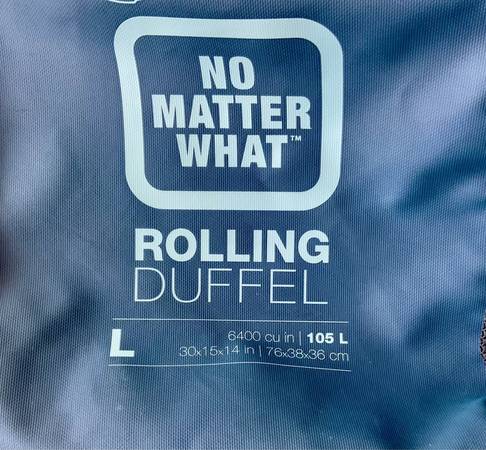 NO
MATTER
WHAT™
ROLLING
DUFFEL
L
6400 cu in | 105 L
30x15x14 in | 76x38x36 cm